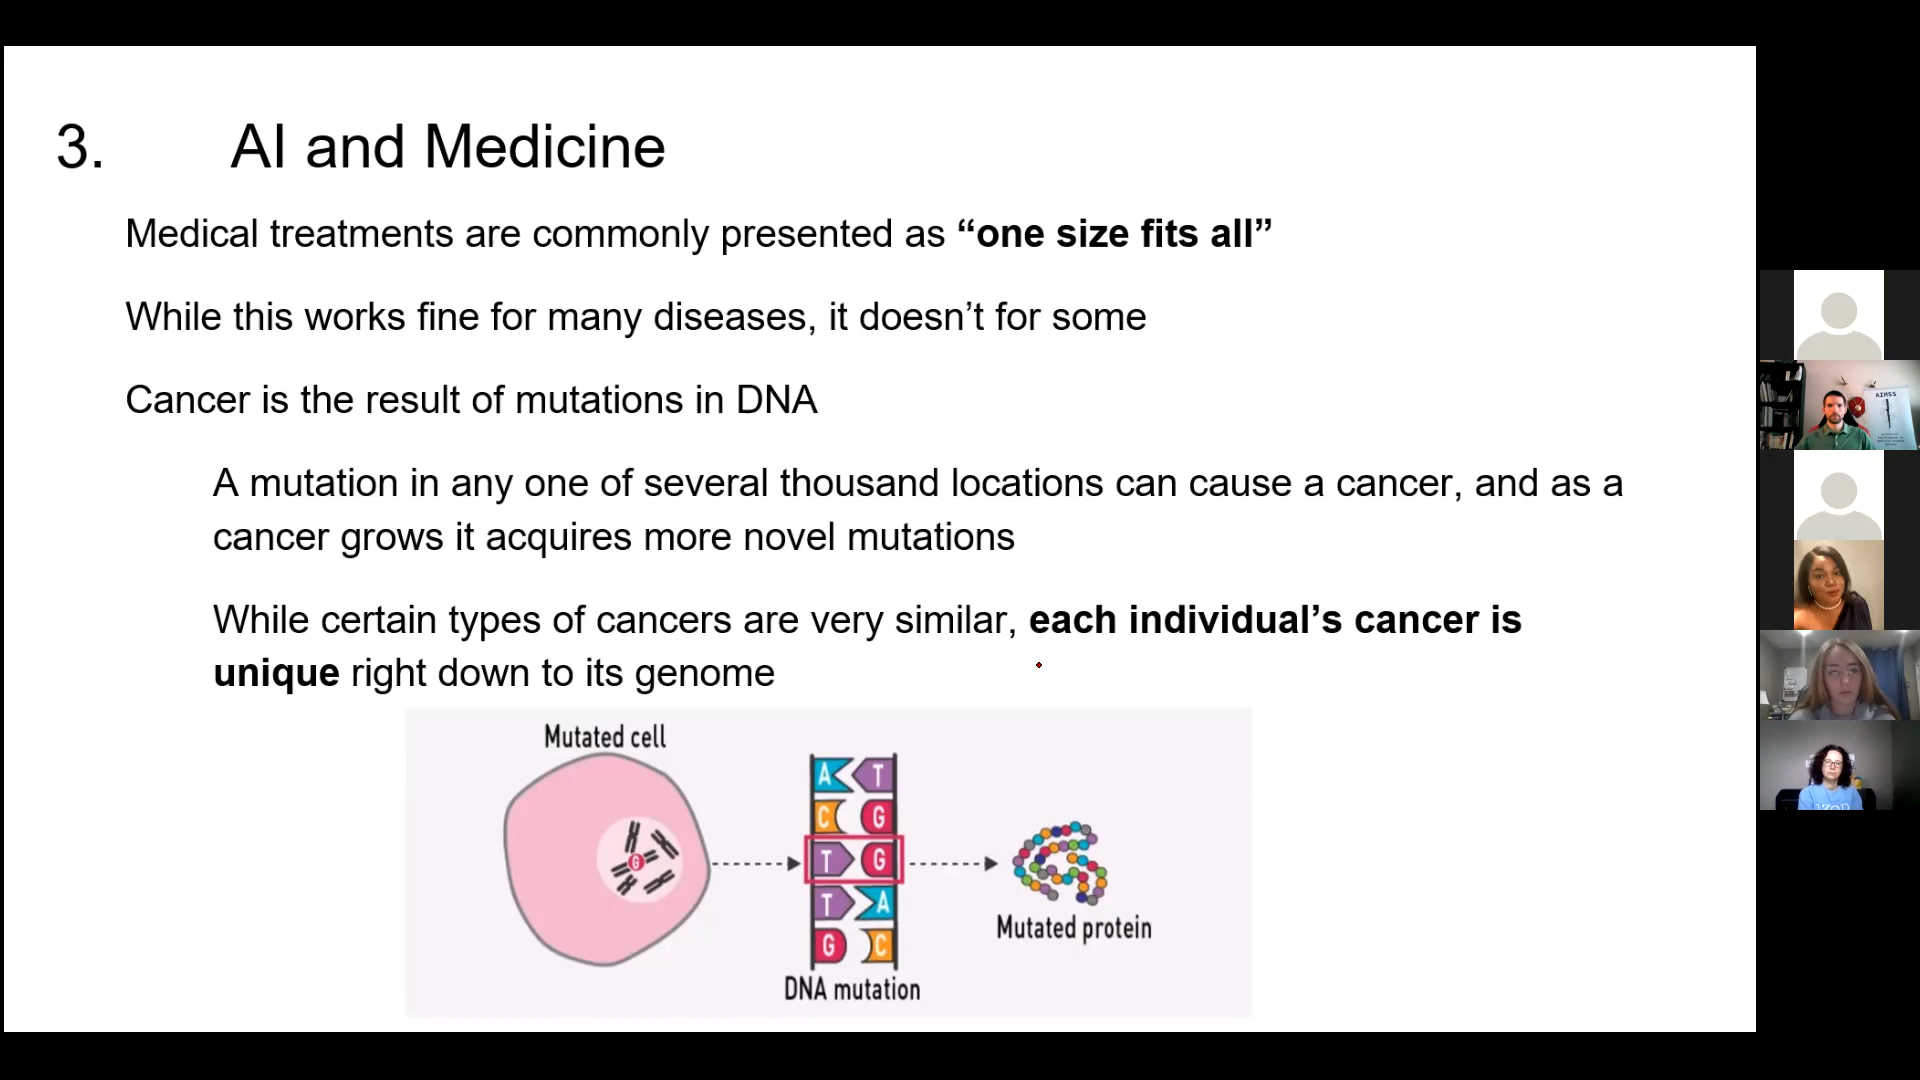 3. AI and Medicine
Medical treatments are commonly presented as “one size fits all”
While this works fine for many diseases, it doesn’t for some
Cancer is the result of mutations in DNA
A mutation in any one of several thousand locations can cause a cancer, and as a
cancer grows it acquires more novel mutations
While certain types of cancers are very similar, each individual’s cancer is
unique right down to its genome
Mutated cell
A T
C G
G
T G
T A
G C
Mutated protein
DNA mutation
AIMSS